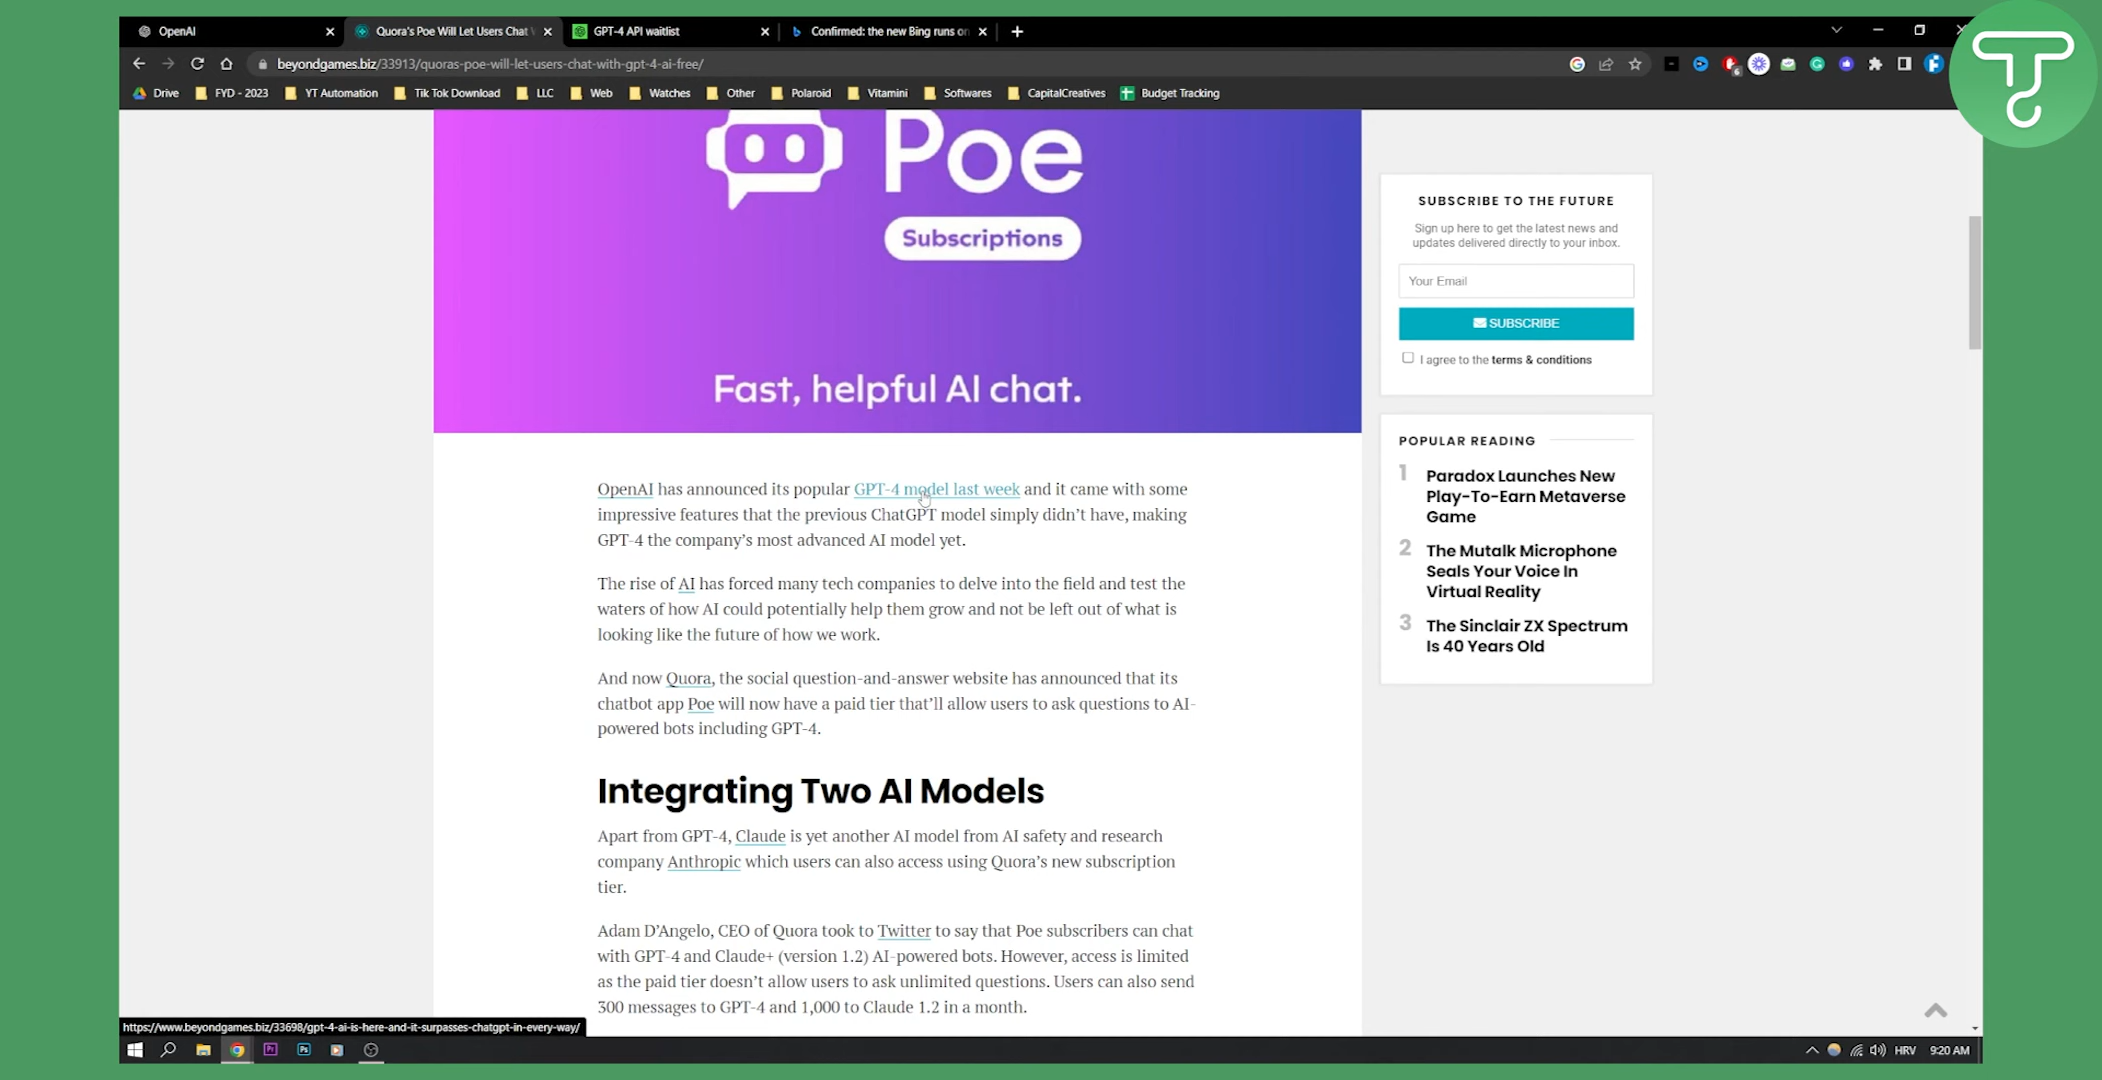 OpenAI
Quora's Poe Will Let Users Chat
GPT-4 API waitlist
Confirmed: the new Bing runs on
beyondgames.biz/33913/quoras-poe-will-let-users-chat-with-gpt-4-ai-free/
6
Drive
FYD - 2023
YT Automation
Tik Tok Download
LLC
Web
Watches
Other
Polaroid
Vitamini
Softwares
CapitalCreatives
Budget Tracking
Poe
Subscriptions
Fast, helpful AI chat.
OpenAI has announced its popular GPT-4 model last week and it came with some
impressive features that the previous ChatGPT model simply didn't have, making
GPT-4 the company's most advanced AI model yet.
The rise of AI has forced many tech companies to delve into the field and test the
waters of how AI could potentially help them grow and not be left out of what is
looking like the future of how we work.
And now Quora, the social question-and-answer website has announced that its
chatbot app Poe will now have a paid tier that'll allow users to ask questions to AI-
powered bots including GPT-4.
Integrating Two AI Models
Apart from GPT-4, Claude is yet another AI model from AI safety and research
company Anthropic which users can also access using Quora's new subscription
tier.
Adam D'Angelo, CEO of Quora took to Twitter to say that Poe subscribers can chat
with GPT-4 and Claude+ (version 1.2) AI-powered bots. However, access is limited
as the paid tier doesn't allow users to ask unlimited questions. Users can also send
300 messages to GPT-4 and 1,000 to Claude 1.2 in a month.
SUBSCRIBE TO THE FUTURE
Sign up here to get the latest news and
updates delivered directly to your inbox.
Your Email
SUBSCRIBE
I agree to the terms & conditions
POPULAR READING
1 Paradox Launches New
Play-To-Earn Metaverse
Game
2 The Mutalk Microphone
Seals Your Voice In
Virtual Reality
3 The Sinclair ZX Spectrum
Is 40 Years Old
https://www.beyondgames.biz/33698/gpt-4-ai-is-here-and-it-surpasses-chatgpt-in-every-way/
Pr
Ps
HRV
9:20 AM